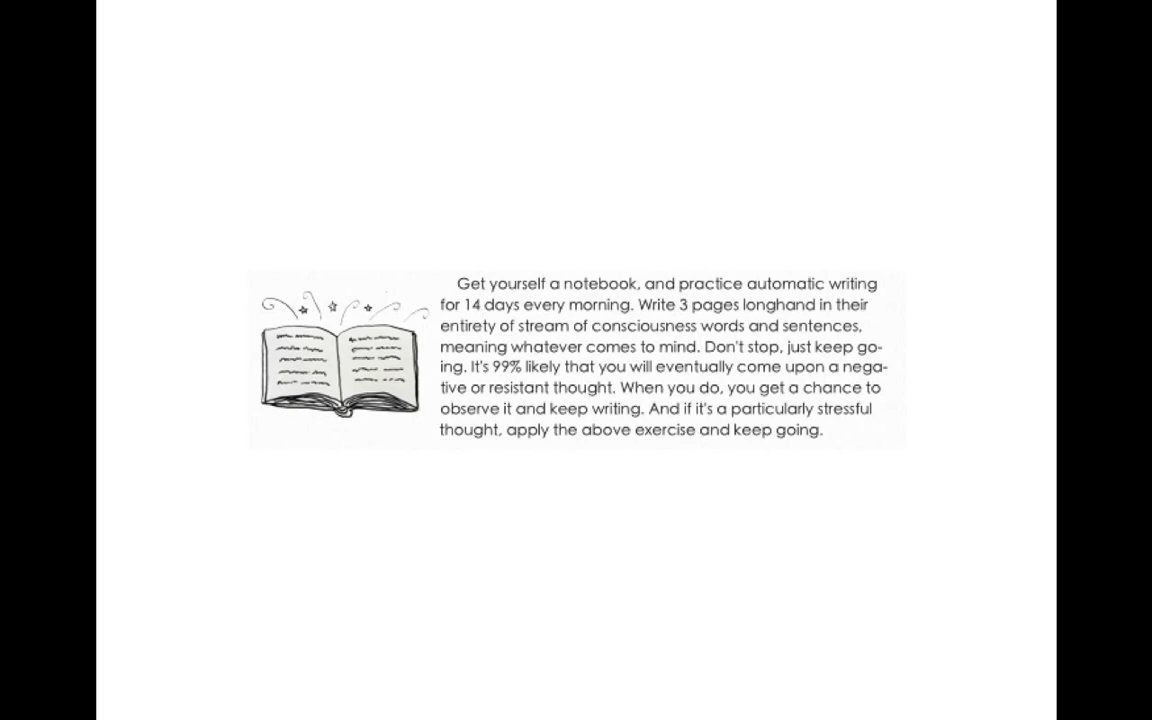 Get yourself a notebook, and practice automatic writing
for 14 days every morning. Write 3 pages longhand in their
entirety of stream of consciousness words and sentences,
meaning whatever comes to mind. Don't stop, just keep go-
ing. It's 99% likely that you will eventually come upon a nega-
tive or resistant thought. When you do, you get a chance to
observe it and keep writing. And if it's a particularly stressful
thought, apply the above exercise and keep going.